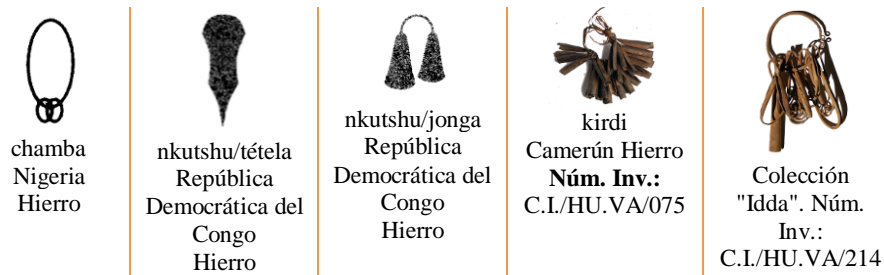 chamba
Nigeria
Hierro
nkutshu/tétela
República
Democrática del
Congo
Hierro
nkutshu/jonga
República
Democrática del
Congo
Hierro
kirdi
Camerún Hierro
Núm. Inv.:
C.I./HU.VA/075
Colección
"Idda". Núm.
Inv.:
C.I./HU.VA/214